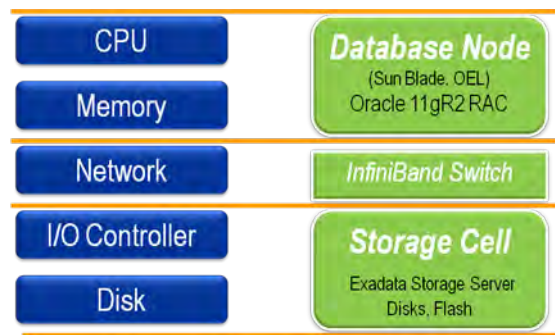 CPU
Memory
Database Node
(Sun Blade, OEL)
Oracle 11gR2 RAC
Network
InfiniBand Switch
I/O Controller
Disk
Storage Cell
Exadata Storage Server
Disks, Flash